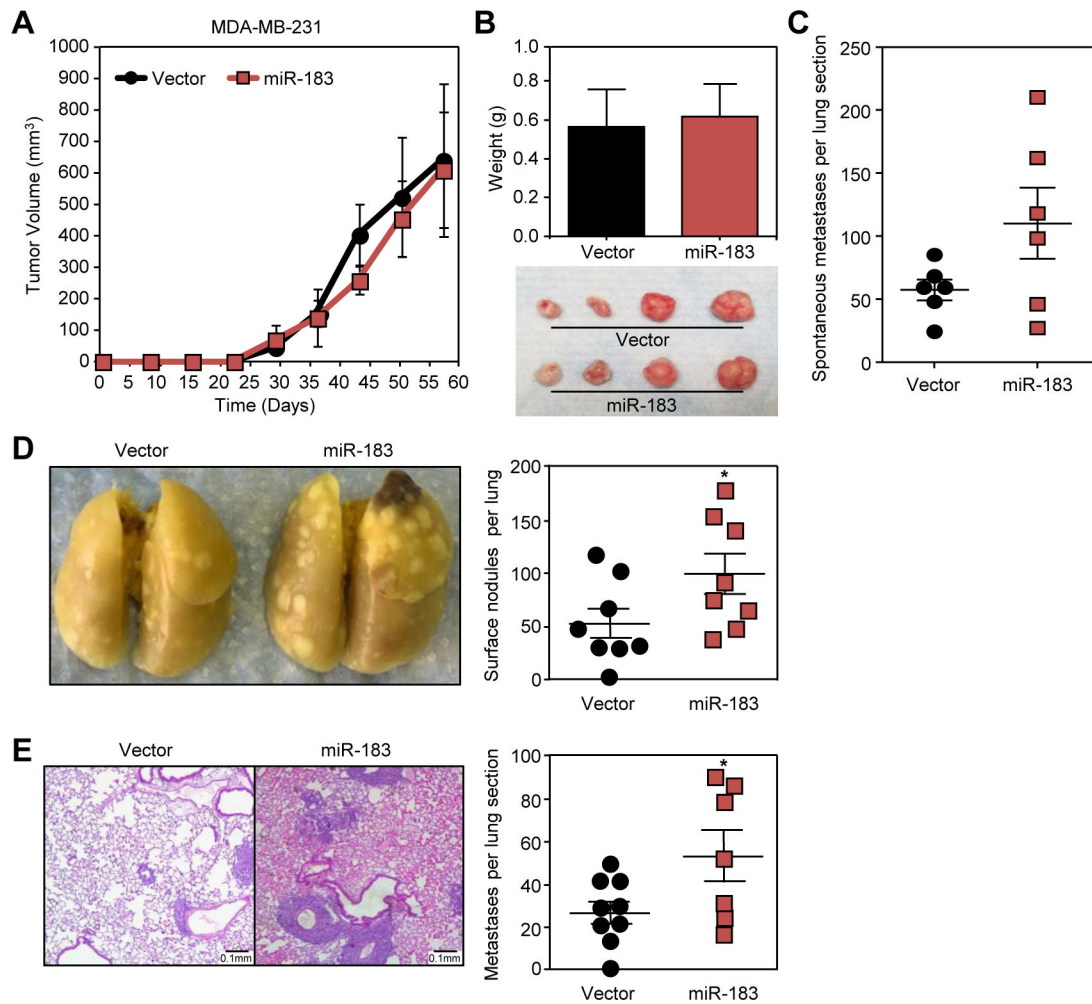 A
MDA-MB-231
Tumor Volume (mm³)
1000
900
800
700
600
500
400
300
200
100
0
Vector
miR-183
0 5 10 15 20 25 30 35 40 45 50 55 60
Time (Days)
B
Weight (g)
1.0
0.8
0.6
0.4
0.2
0.0
Vector miR-183
Vector
miR-183
C
Spontaneous metastases per lung section
250
200
150
100
50
0
Vector miR-183
D
Vector miR-183
Surface nodules per lung
200
150
100
50
0
*
Vector miR-183
E
Vector miR-183
0.1mm 0.1mm
Metastases per lung section
100
80
60
40
20
0
*
Vector miR-183